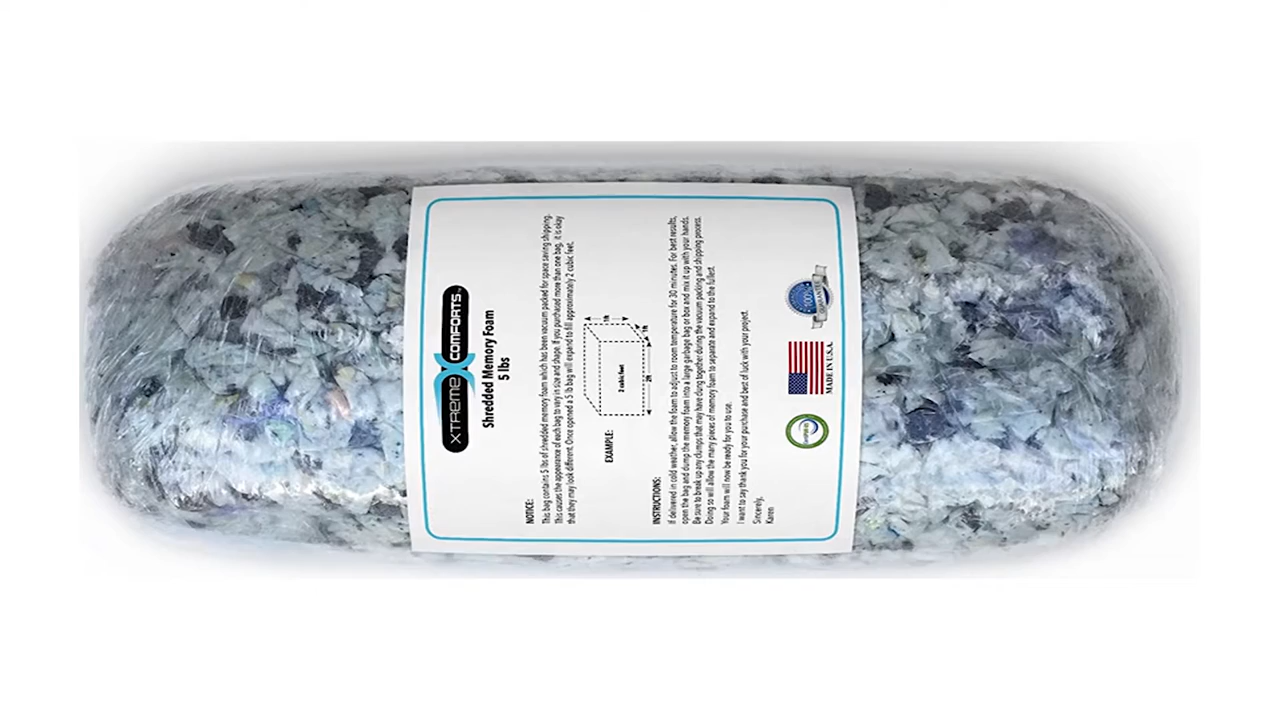 XTREME X COMFORTS™
Shredded Memory Foam
5 lbs
NOTICE:
This bag contains 5 lbs of shredded memory foam which has been vacuum packed for space saving shipping.
This causes the appearance of each bag to vary in size and shape. If you purchased more than one bag, it is okay
that they may look different. Once opened a 5 lb bag will expand to fill approximately 2 cubic feet.
EXAMPLE:
2 cubic feet
1ft
1ft
2ft
INSTRUCTIONS:
If delivered in cold weather, allow the foam to adjust to room temperature for 30 minutes. For best results,
open the bag and dump the memory foam into a large garbage bag or box and mix it up with your hands.
Be sure to break up any clumps that may have clung together during the vacuum packing and shipping process.
Doing so will allow the many pieces of memory foam to separate and expand to the fullest.
Your foam will now be ready for you to use.
I want to say thank you for your purchase and best of luck with your project.
Sincerely,
Karen
MADE IN U.S.A.
100%
GUARANTEE